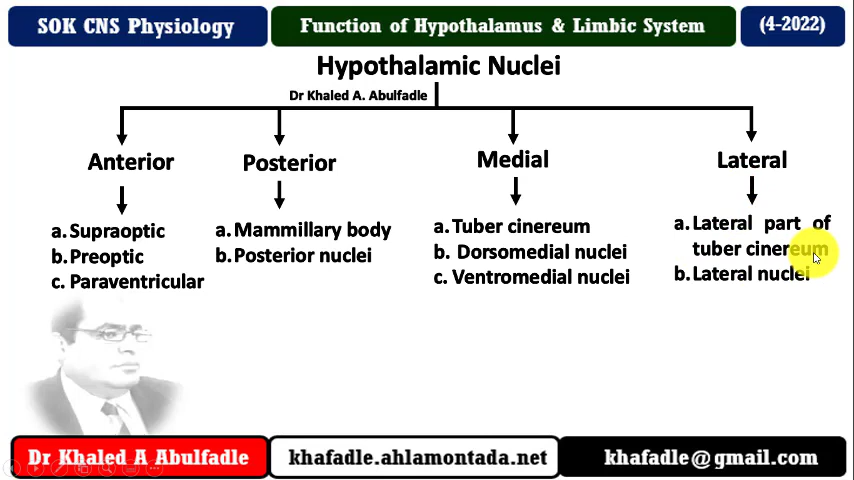 SOK CNS Physiology
Function of Hypothalamus & Limbic System
(4-2022)
Hypothalamic Nuclei
Dr Khaled A. Abulfadle
Anterior
a. Supraoptic
b. Preoptic
c. Paraventricular
Posterior
a. Mammillary body
b. Posterior nuclei
Medial
a. Tuber cinereum
b. Dorsomedial nuclei
c. Ventromedial nuclei
Lateral
a. Lateral part of
tuber cinereum
b. Lateral nuclei
Dr Khaled A Abulfadle
khafadle.ahlamontada.net
khafadle@gmail.com